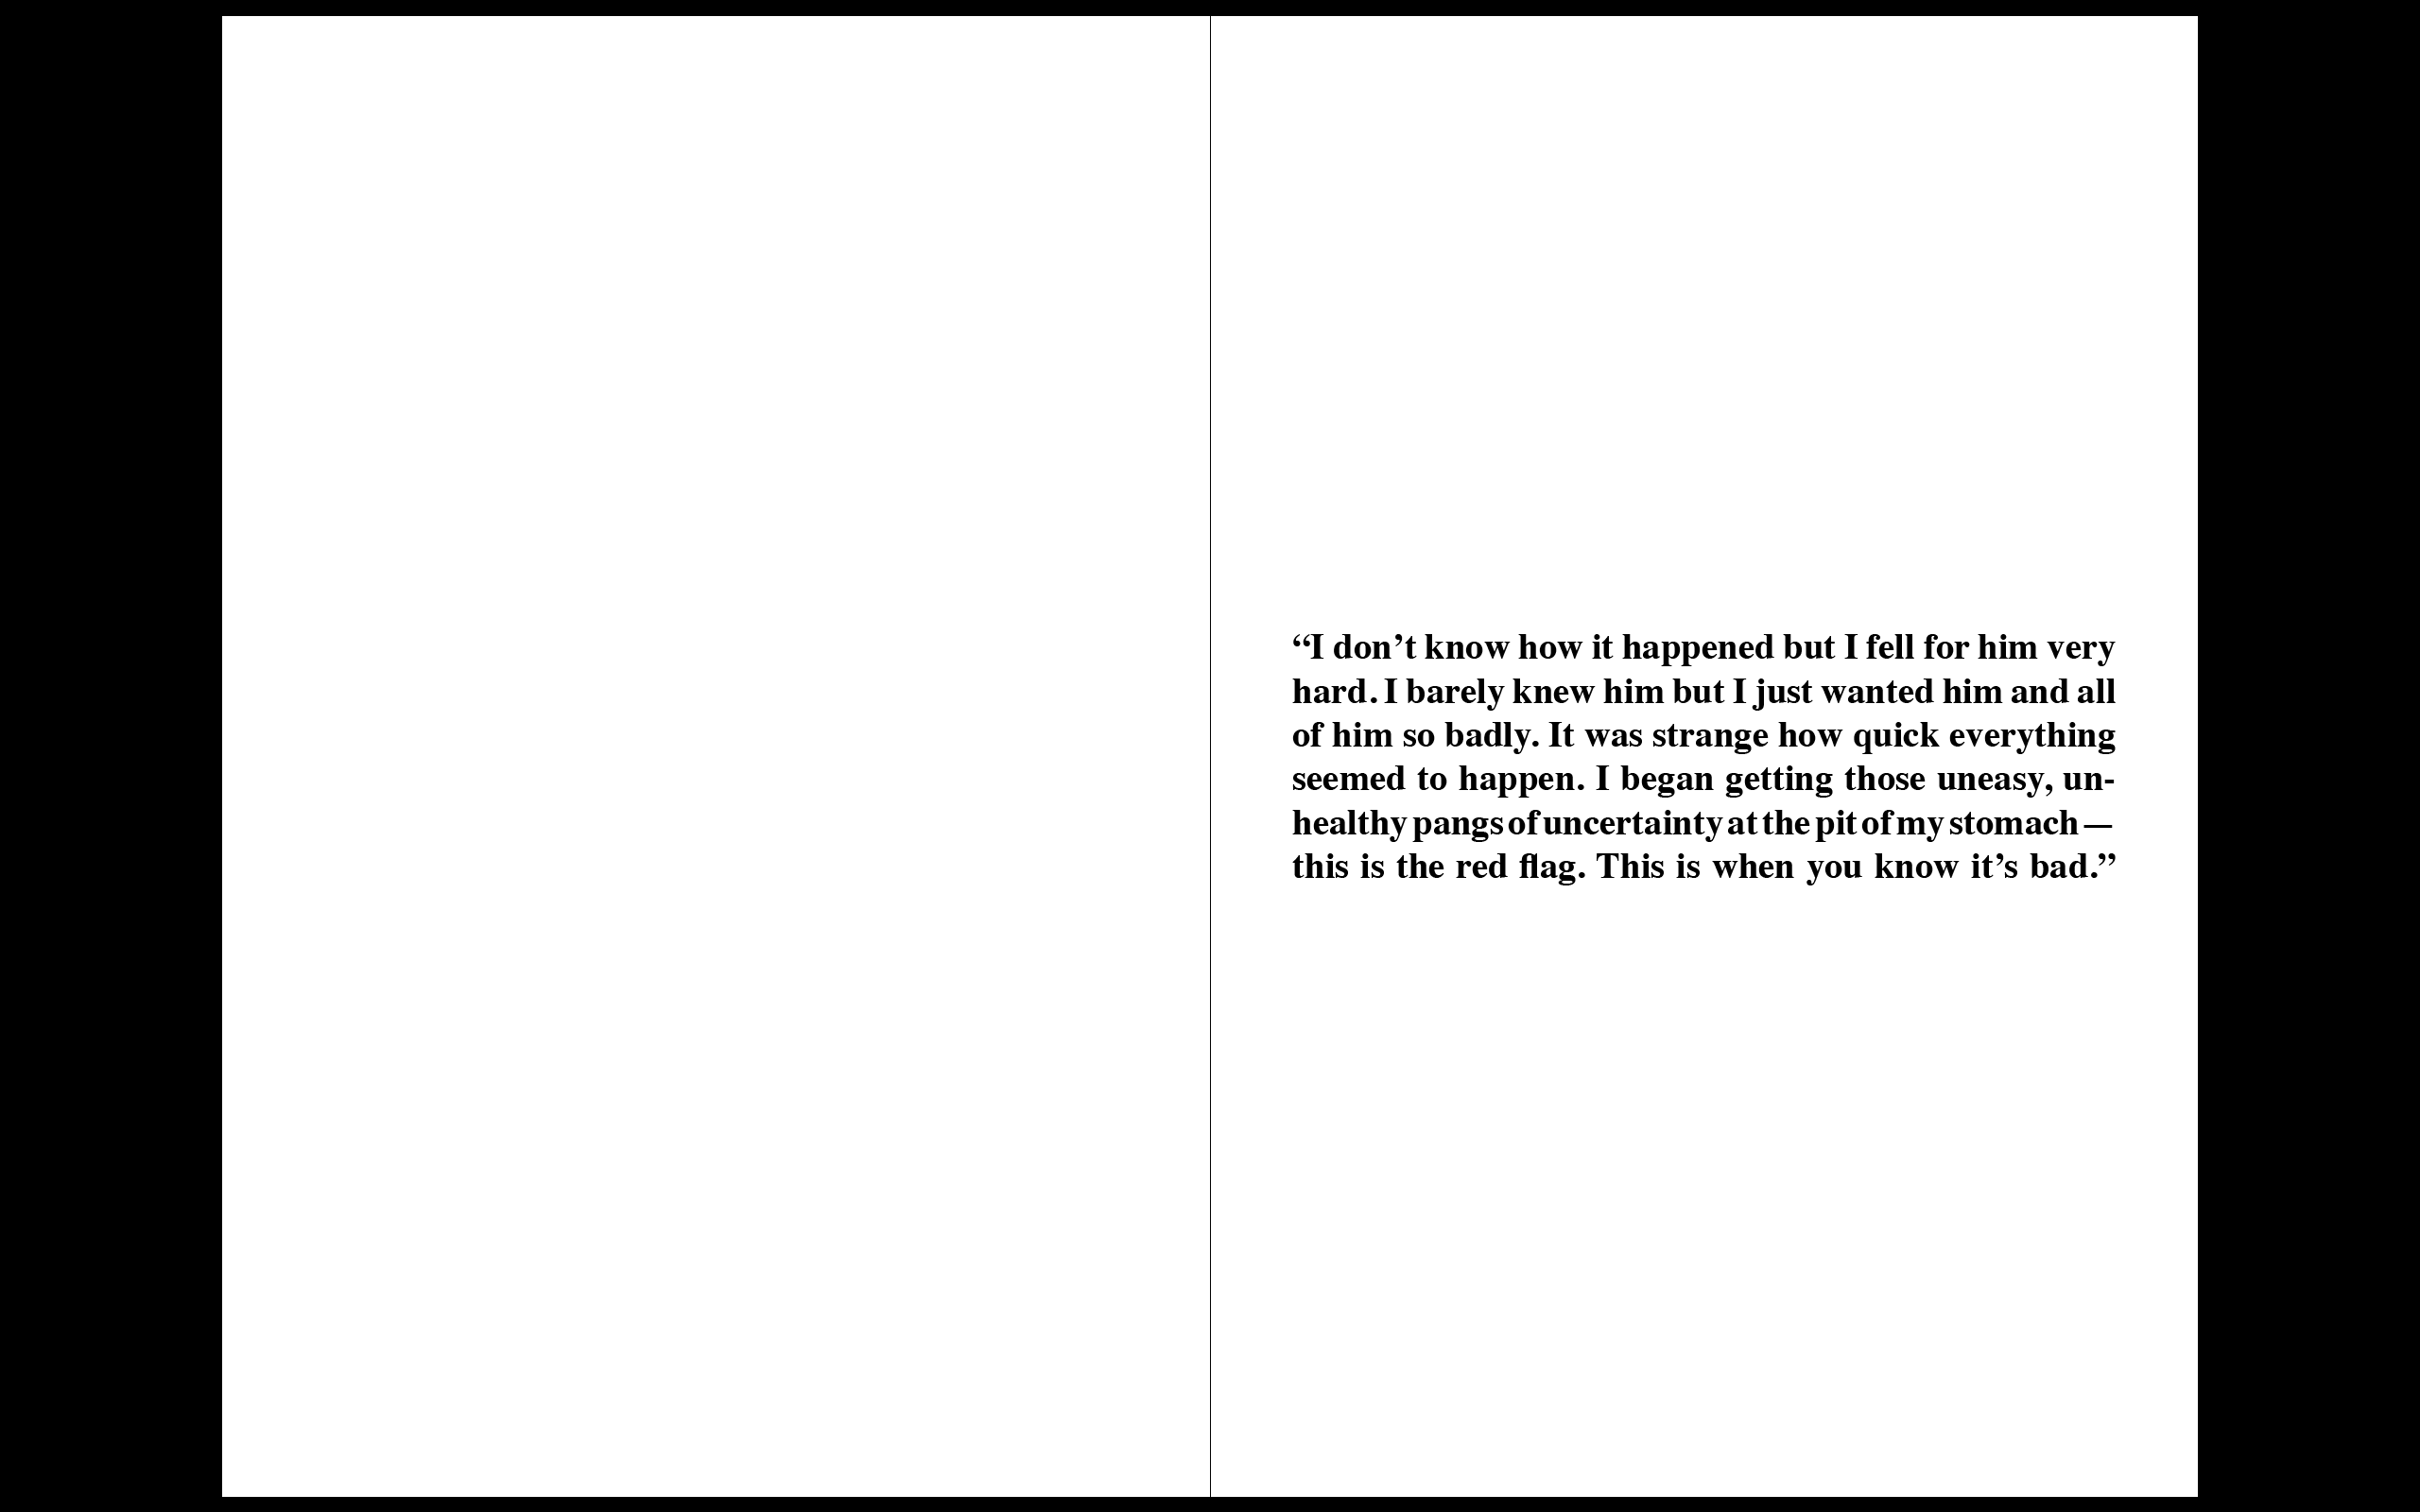 “I don’t know how it happened but I fell for him very
hard. I barely knew him but I just wanted him and all
of him so badly. It was strange how quick everything
seemed to happen. I began getting those uneasy, un-
healthy pangs of uncertainty at the pit of my stomach —
this is the red flag. This is when you know it’s bad.”